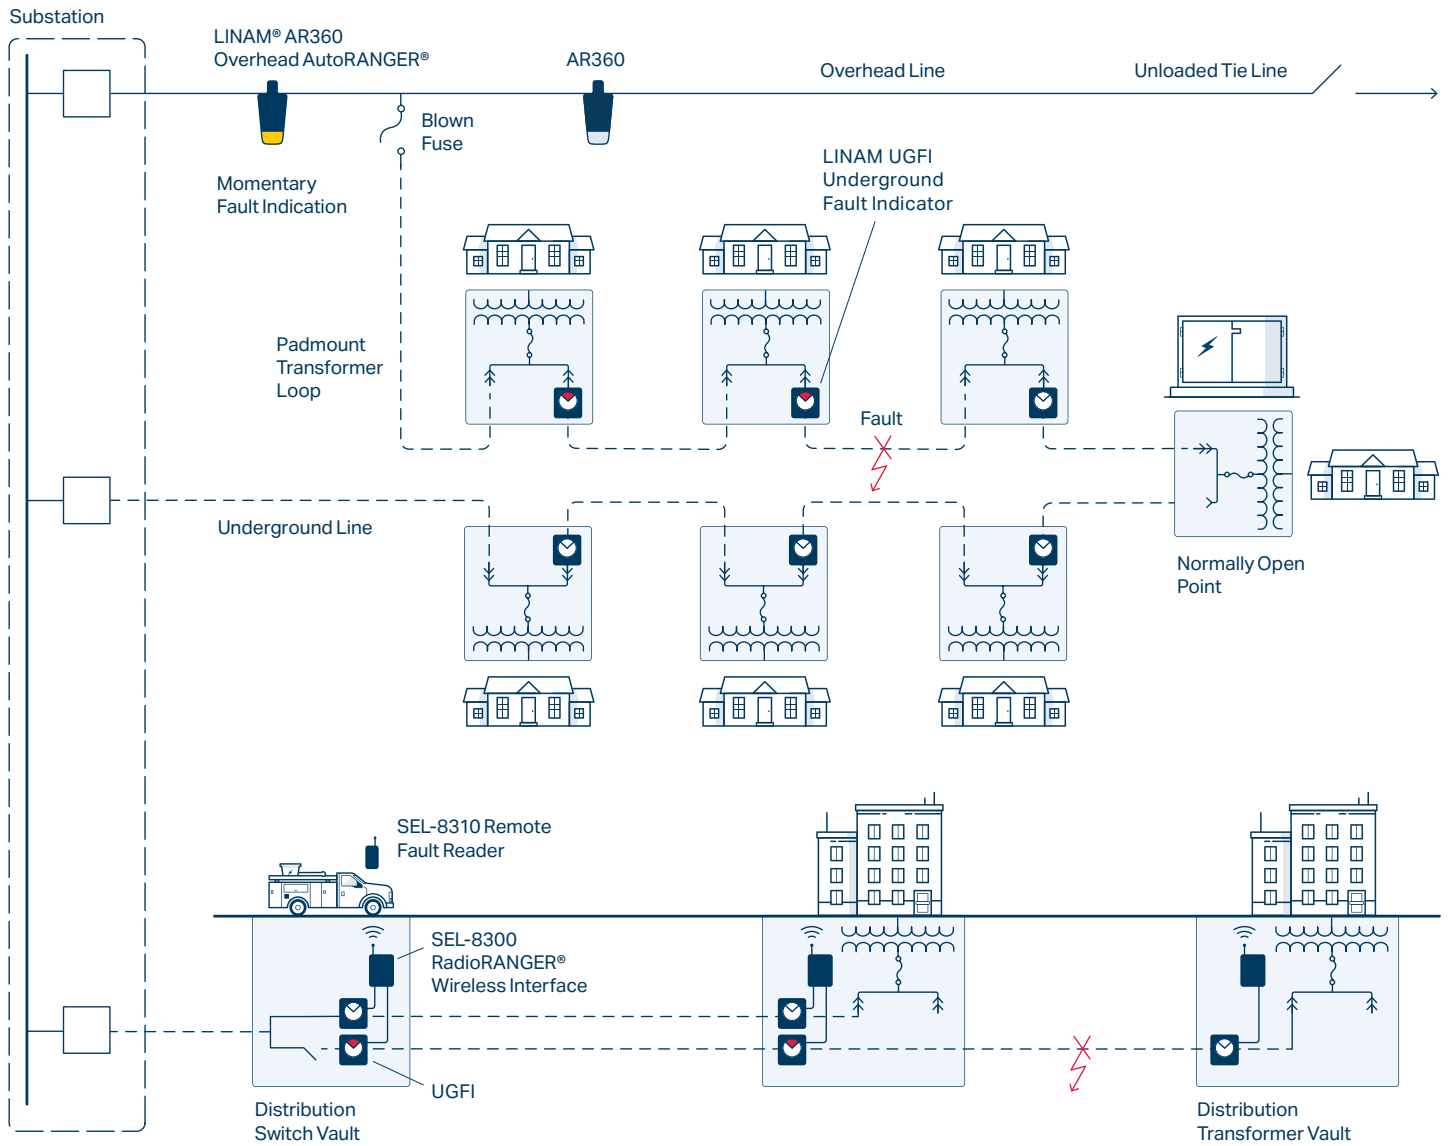 Substation
LINAM® AR360
Overhead AutoRANGER®
AR360
Overhead Line
Unloaded Tie Line
Blown
Fuse
Momentary
Fault Indication
LINAM UGFI
Underground
Fault Indicator
Padmount
Transformer
Loop
Fault
Underground Line
Normally Open
Point
SEL-8310 Remote
Fault Reader
SEL-8300
RadioRANGER®
Wireless Interface
UGFI
Distribution
Switch Vault
Distribution
Transformer Vault